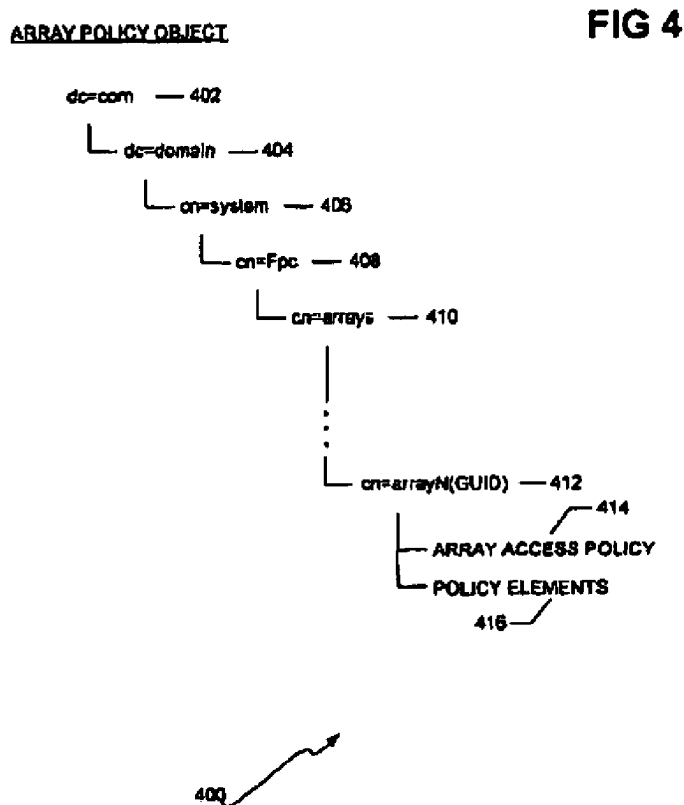 ARRAY POLICY OBJECT
FIG 4
dc=com — 402
dc=domain — 404
cn=system — 406
cn=Fpc — 408
cn=arrays — 410
cn=arrayN(GUID) — 412
414
ARRAY ACCESS POLICY
POLICY ELEMENTS
416
400